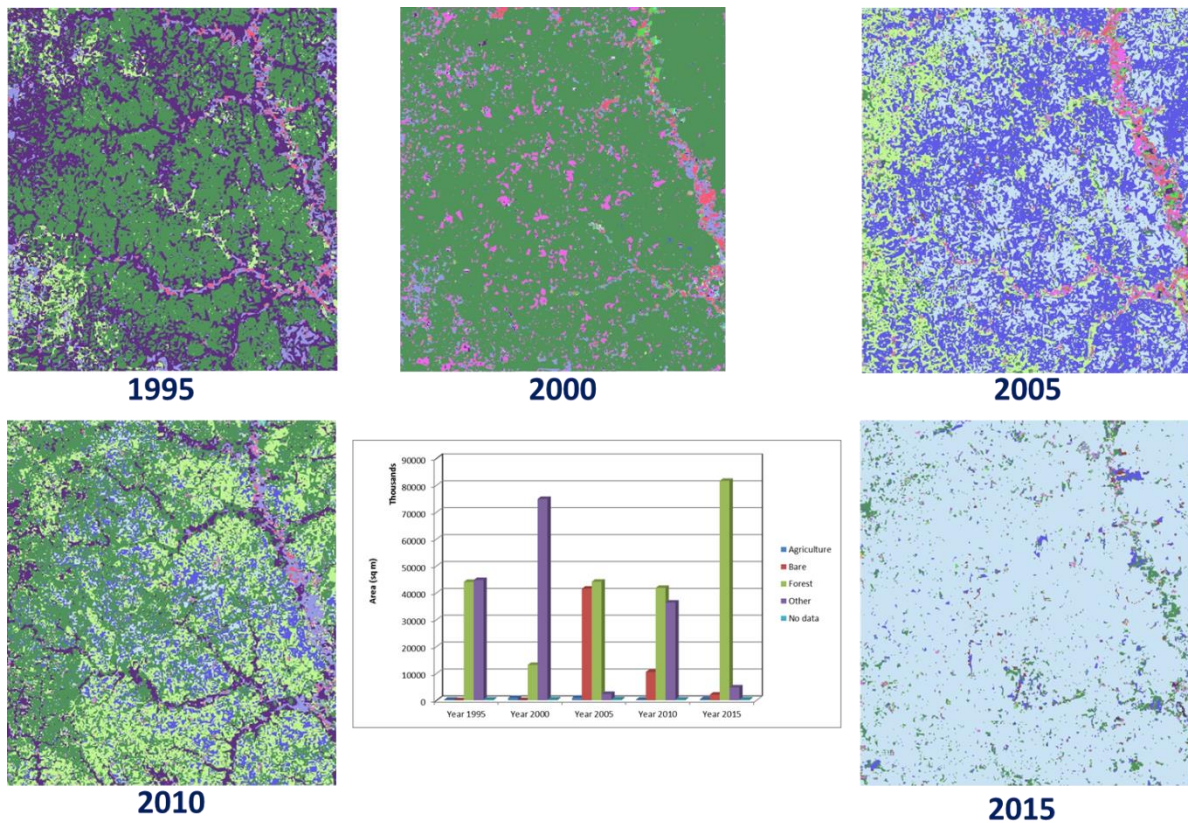 1995
2000
2005
2010
Thousands
Area (sq m)
90000
80000
70000
60000
50000
40000
30000
20000
10000
0
Year 1995
Year 2000
Year 2005
Year 2010
Year 2015
Agriculture
Bare
Forest
Other
No data
2015